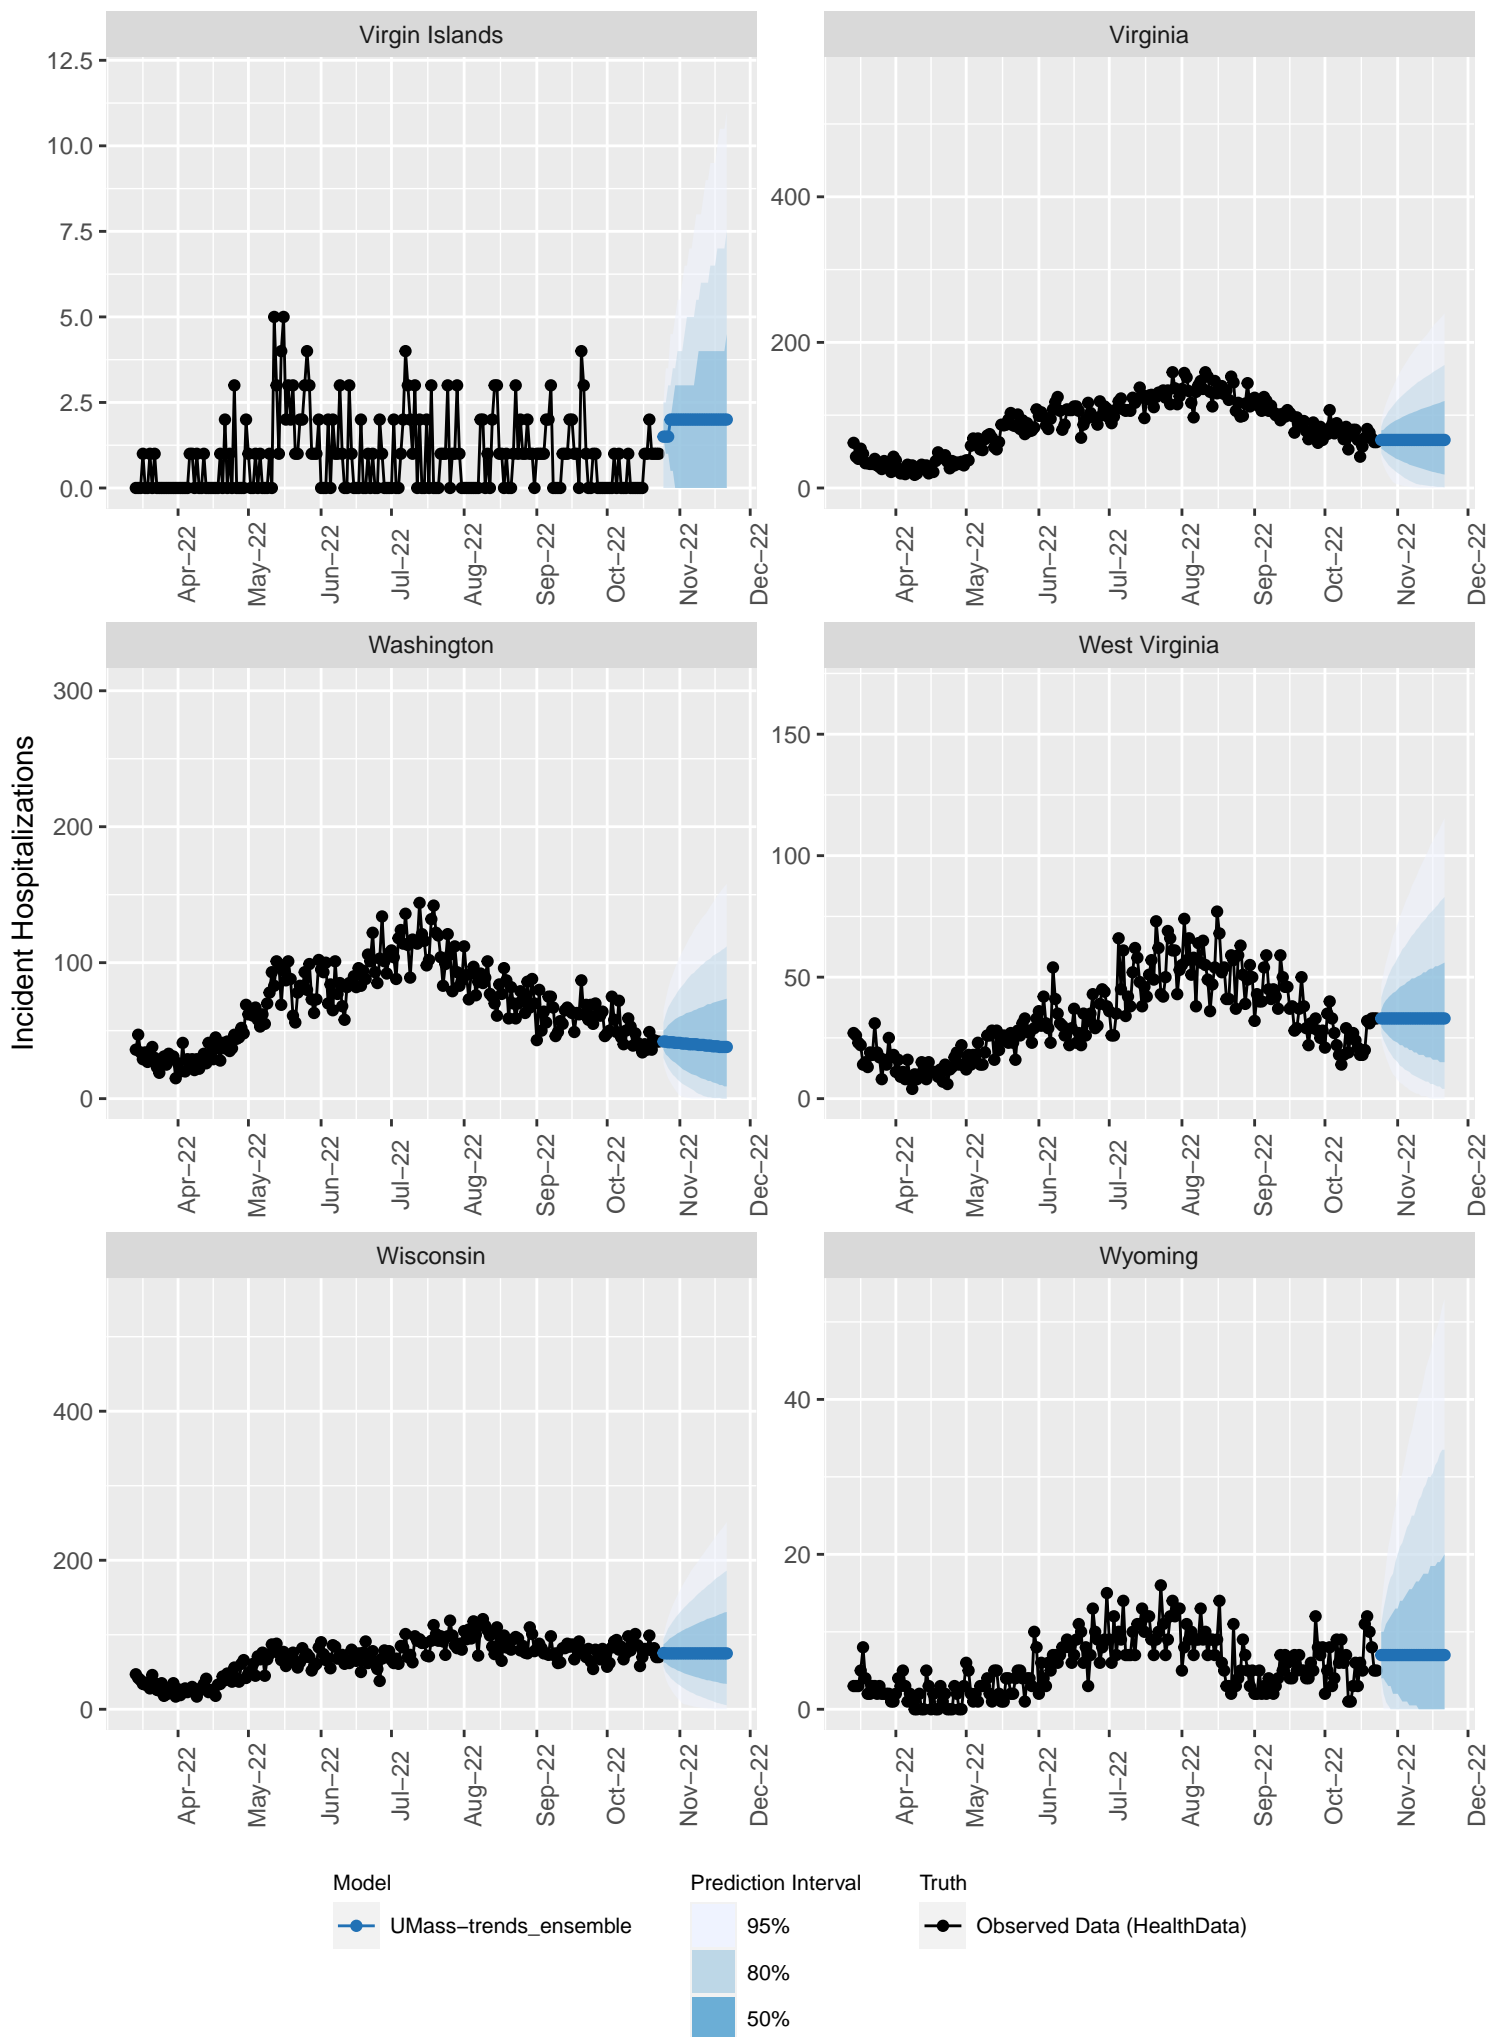 Virgin Islands
Virginia
12.5
10.0
7.5
5.0
2.5
0.0
400
200
0
Apr−22
May−22
Jun−22
Jul−22
Aug−22
Sep−22
Oct−22
Nov−22
Dec−22
Apr−22
May−22
Jun−22
Jul−22
Aug−22
Sep−22
Oct−22
Nov−22
Dec−22
Washington
West Virginia
Incident Hospitalizations
300
200
100
0
150
100
50
0
Apr−22
May−22
Jun−22
Jul−22
Aug−22
Sep−22
Oct−22
Nov−22
Dec−22
Apr−22
May−22
Jun−22
Jul−22
Aug−22
Sep−22
Oct−22
Nov−22
Dec−22
Wisconsin
Wyoming
400
200
0
40
20
0
Apr−22
May−22
Jun−22
Jul−22
Aug−22
Sep−22
Oct−22
Nov−22
Dec−22
Apr−22
May−22
Jun−22
Jul−22
Aug−22
Sep−22
Oct−22
Nov−22
Dec−22
Model
UMass−trends_ensemble
Prediction Interval
95%
80%
50%
Truth
Observed Data (HealthData)